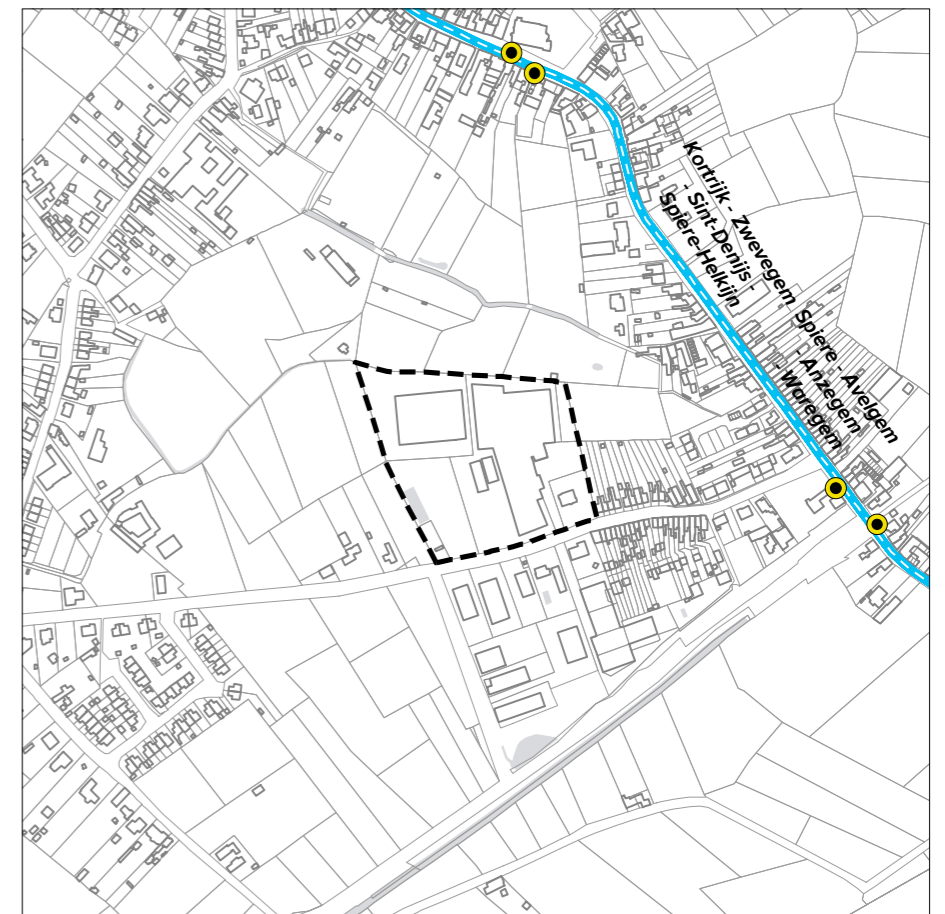 Kortrijk - Zwevegem
- Sint-Denijs -
Spiere-Helkijn
Spiere - Avelgem
- Anzegem
- Waregem